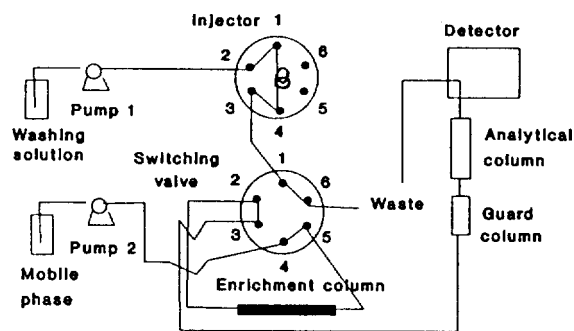 Injector
1
2
6
3
5
4
Pump 1
Washing
solution
Detector
Analytical
column
Switching
valve
1
2
6
3
5
4
Waste
Guard
column
Pump 2
Mobile
phase
Enrichment column